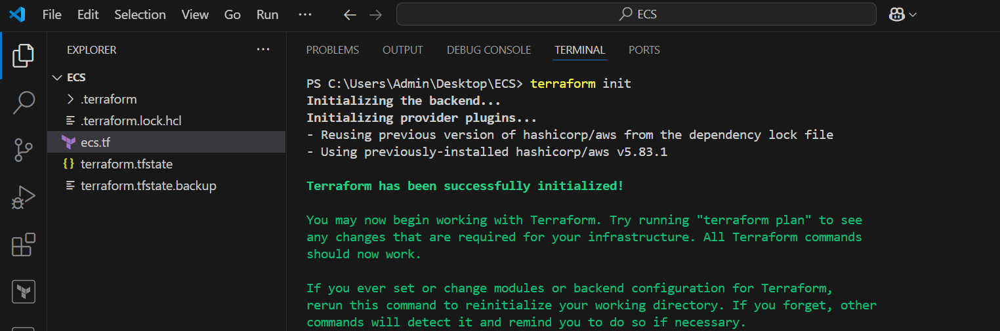 File Edit Selection View Go Run ··· ECS
EXPLORER ···
ECS
.terraform
.terraform.lock.hcl
ecs.tf
{} terraform.tfstate
terraform.tfstate.backup
PROBLEMS OUTPUT DEBUG CONSOLE TERMINAL PORTS
PS C:\Users\Admin\Desktop\ECS> terraform init
Initializing the backend...
Initializing provider plugins...
- Reusing previous version of hashicorp/aws from the dependency lock file
- Using previously-installed hashicorp/aws v5.83.1
Terraform has been successfully initialized!
You may now begin working with Terraform. Try running "terraform plan" to see
any changes that are required for your infrastructure. All Terraform commands
should now work.
If you ever set or change modules or backend configuration for Terraform,
rerun this command to reinitialize your working directory. If you forget, other
commands will detect it and remind you to do so if necessary.